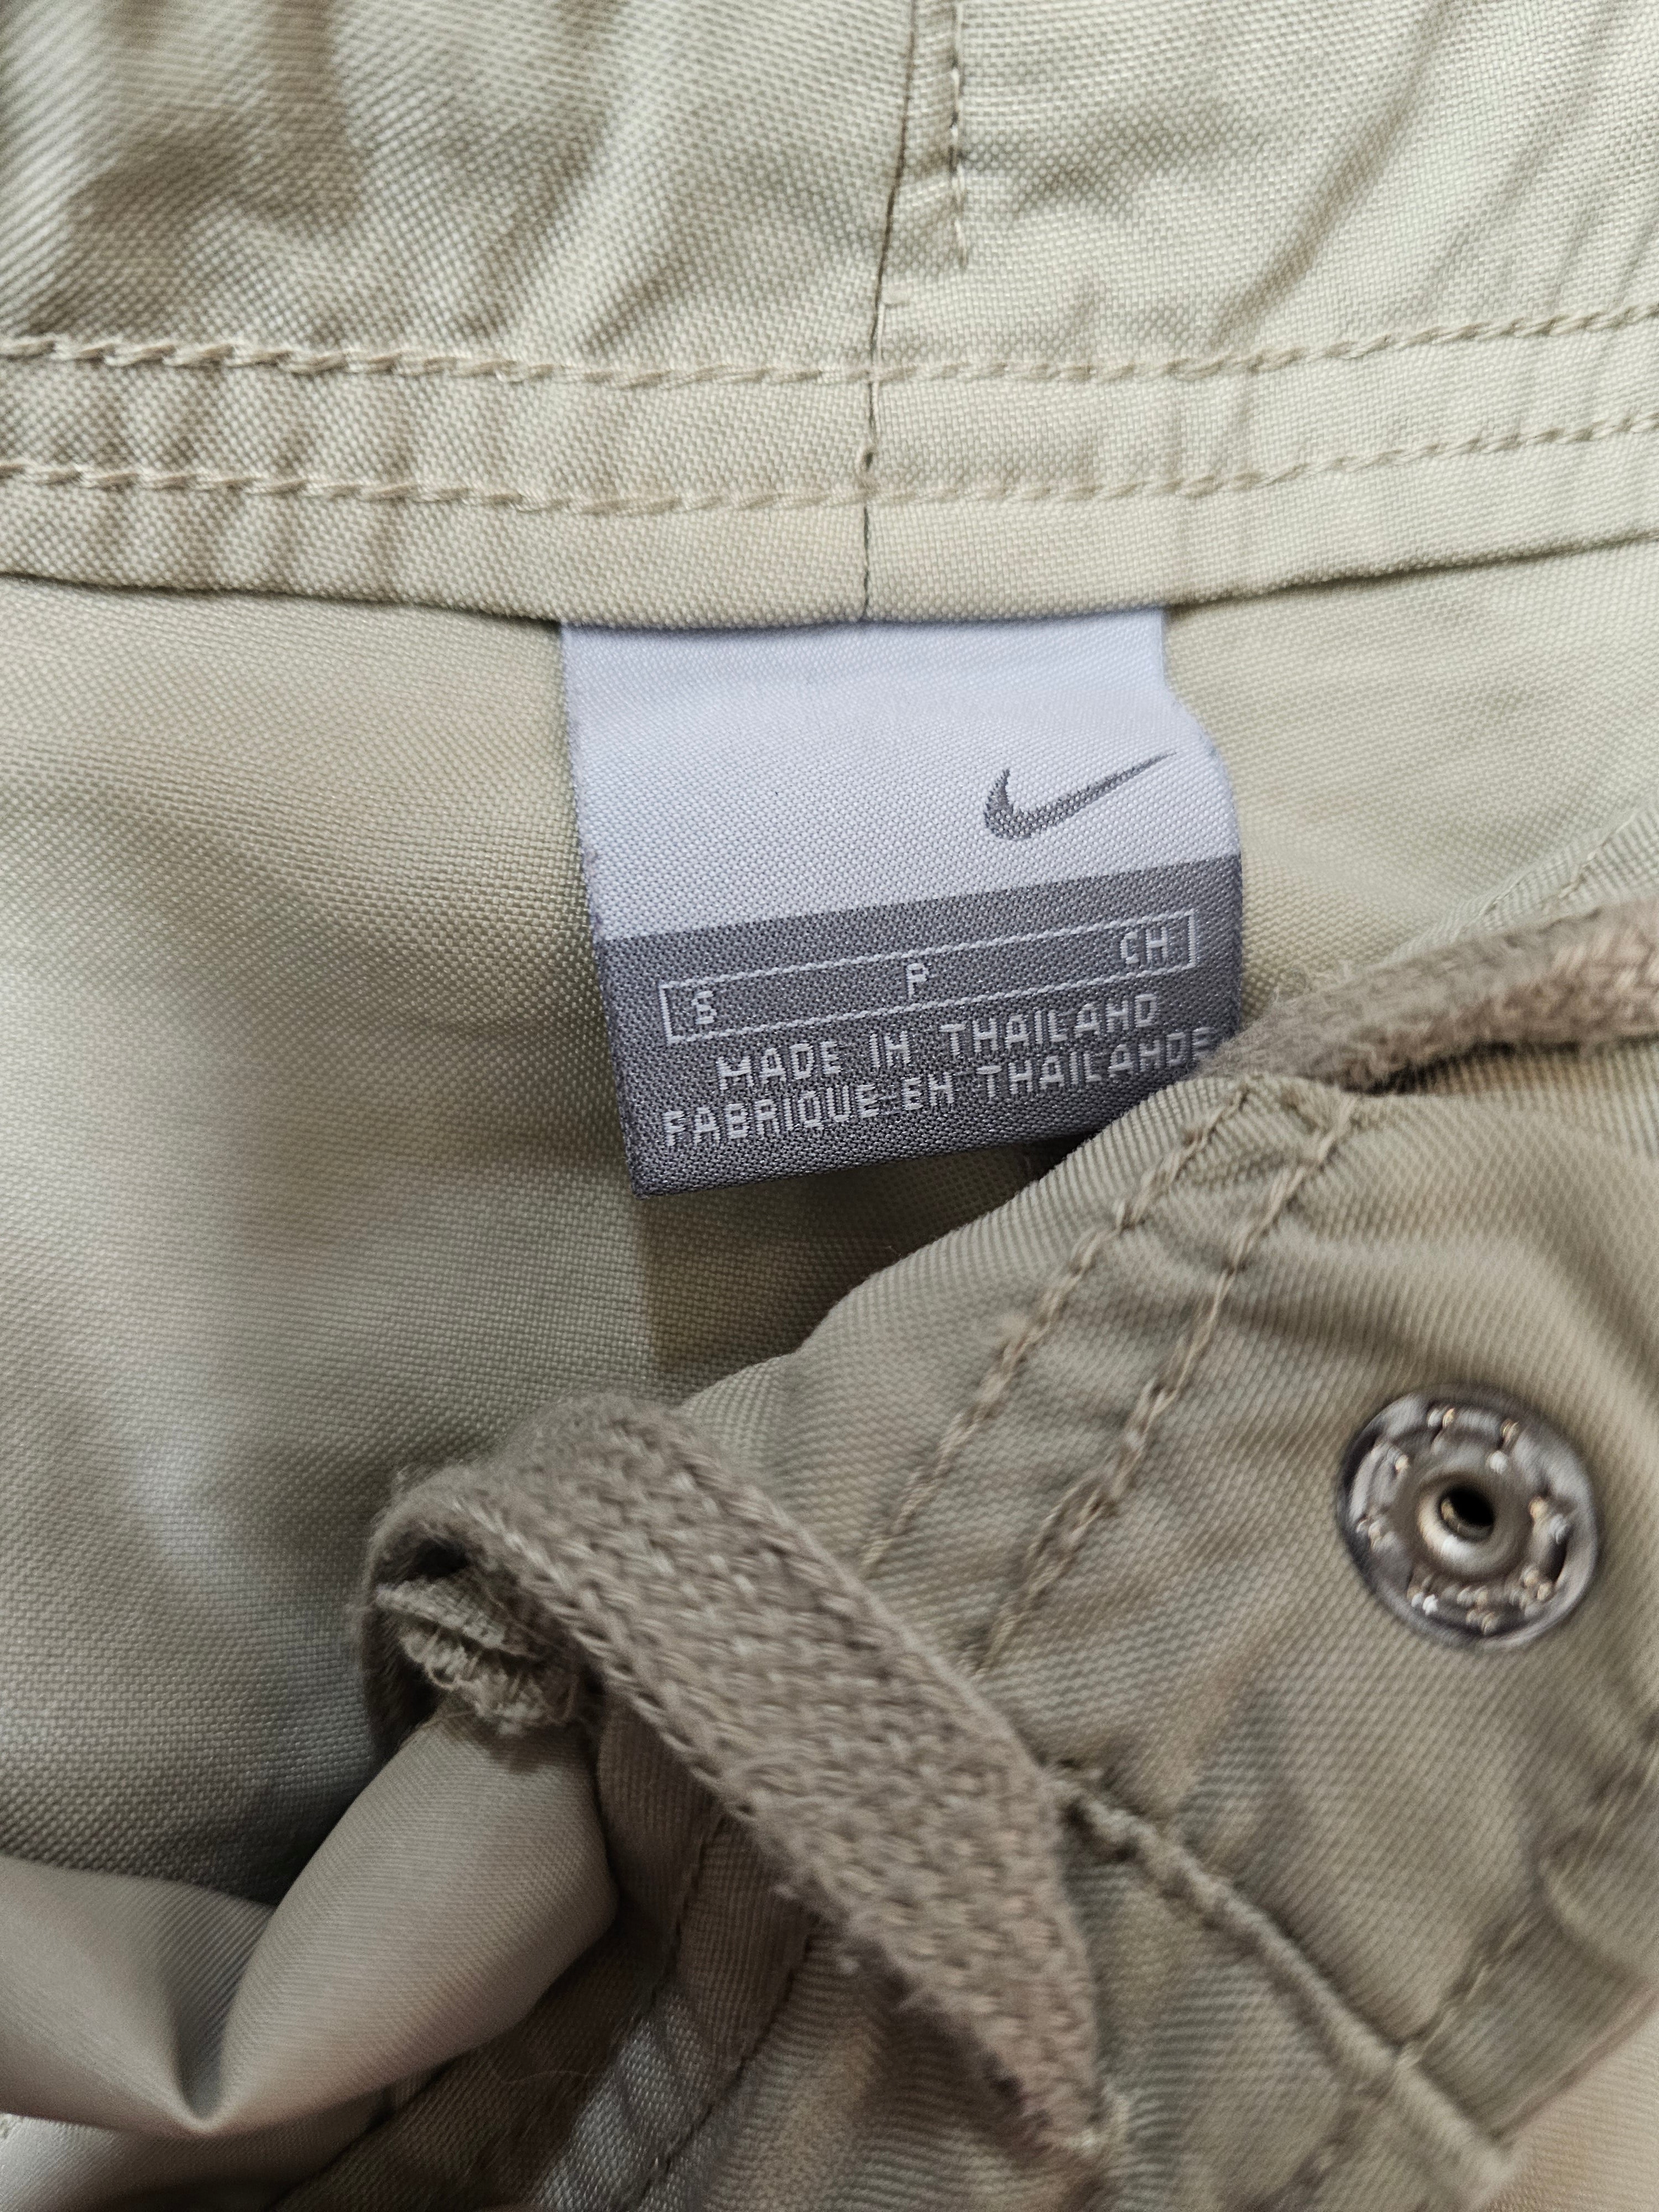 S P CH
MADE IN THAILAND
FABRIQUE EN THAILANDE